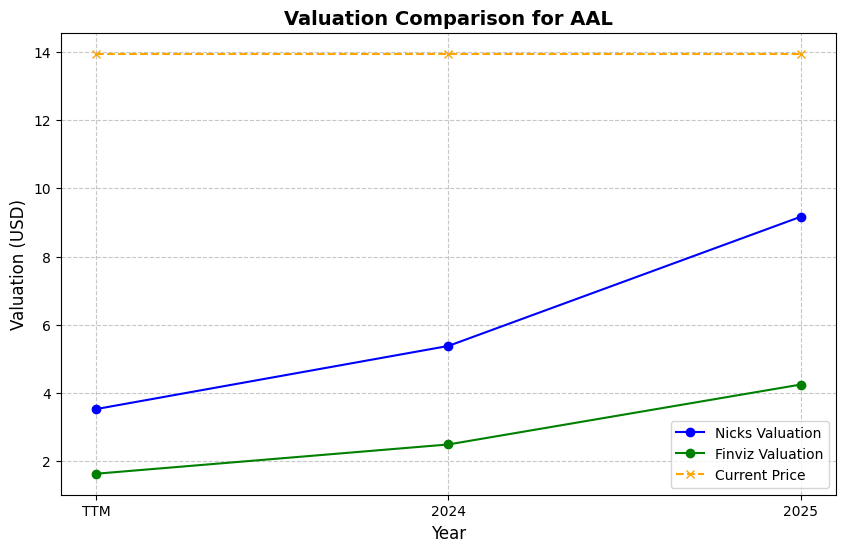 Valuation Comparison for AAL
Valuation (USD)
14
12
10
8
6
4
2
TTM
2024
2025
Year
Nicks Valuation
Finviz Valuation
Current Price